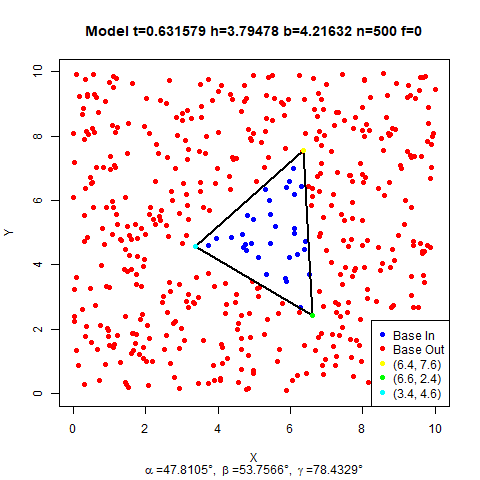 Model t=0.631579 h=3.79478 b=4.21632 n=500 f=0
10
8
6
4
2
0
Y
0 2 4 6 8 10
X
α=47.8105°, β=53.7566°, γ=78.4329°
Base In
Base Out
(6.4, 7.6)
(6.6, 2.4)
(3.4, 4.6)